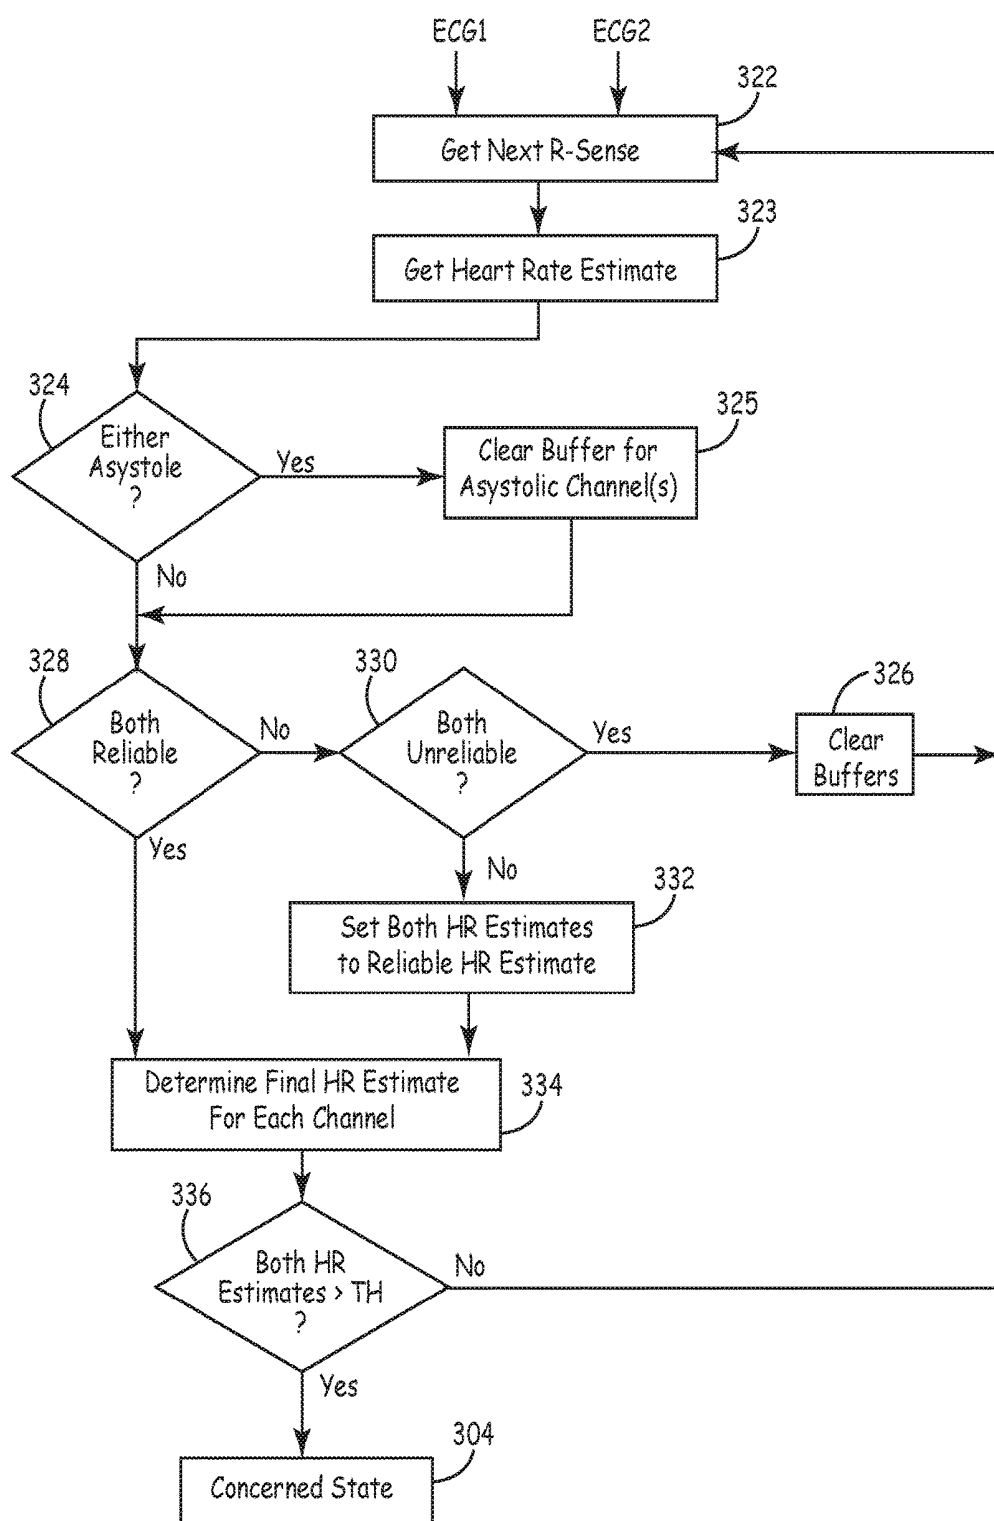 ECG1
ECG2
322
Get Next R-Sense
323
Get Heart Rate Estimate
324
Either
Asystole
?
Yes
325
Clear Buffer for
Asystolic Channel(s)
No
328
Both
Reliable
?
No
330
Both
Unreliable
?
Yes
326
Clear
Buffers
Yes
No
332
Set Both HR Estimates
to Reliable HR Estimate
Determine Final HR Estimate
For Each Channel
334
336
Both HR
Estimates > TH
?
No
Yes
304
Concerned State